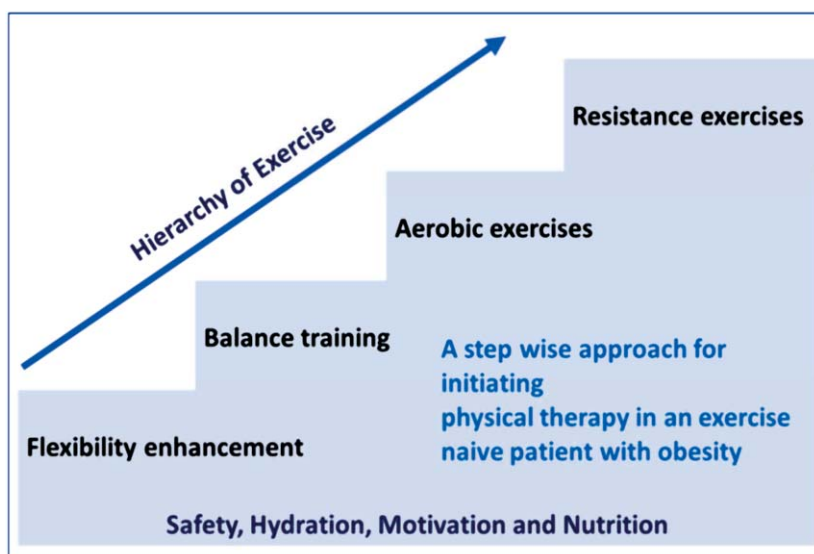 Resistance exercises
Hierarchy of Exercise
Aerobic exercises
Balance training
A step wise approach for
initiating
physical therapy in an exercise
naive patient with obesity
Flexibility enhancement
Safety, Hydration, Motivation and Nutrition